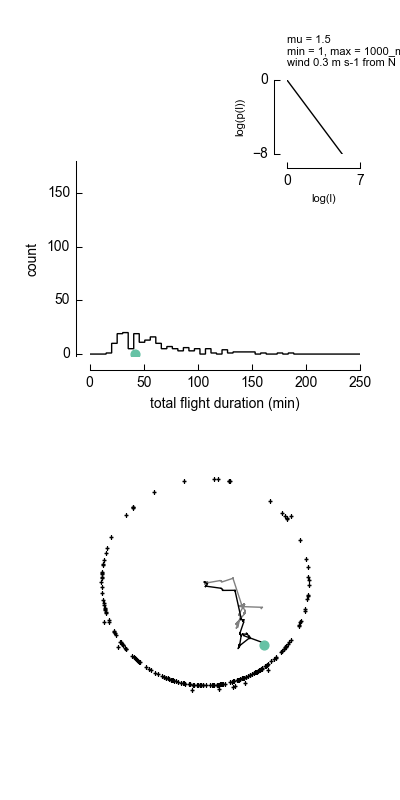 mu = 1.5
min = 1, max = 1000_m
wind 0.3 m s-1 from N
0
log(p(l))
−8
0
7
log(l)
150
100
50
0
count
0
50
100
150
200
250
total flight duration (min)